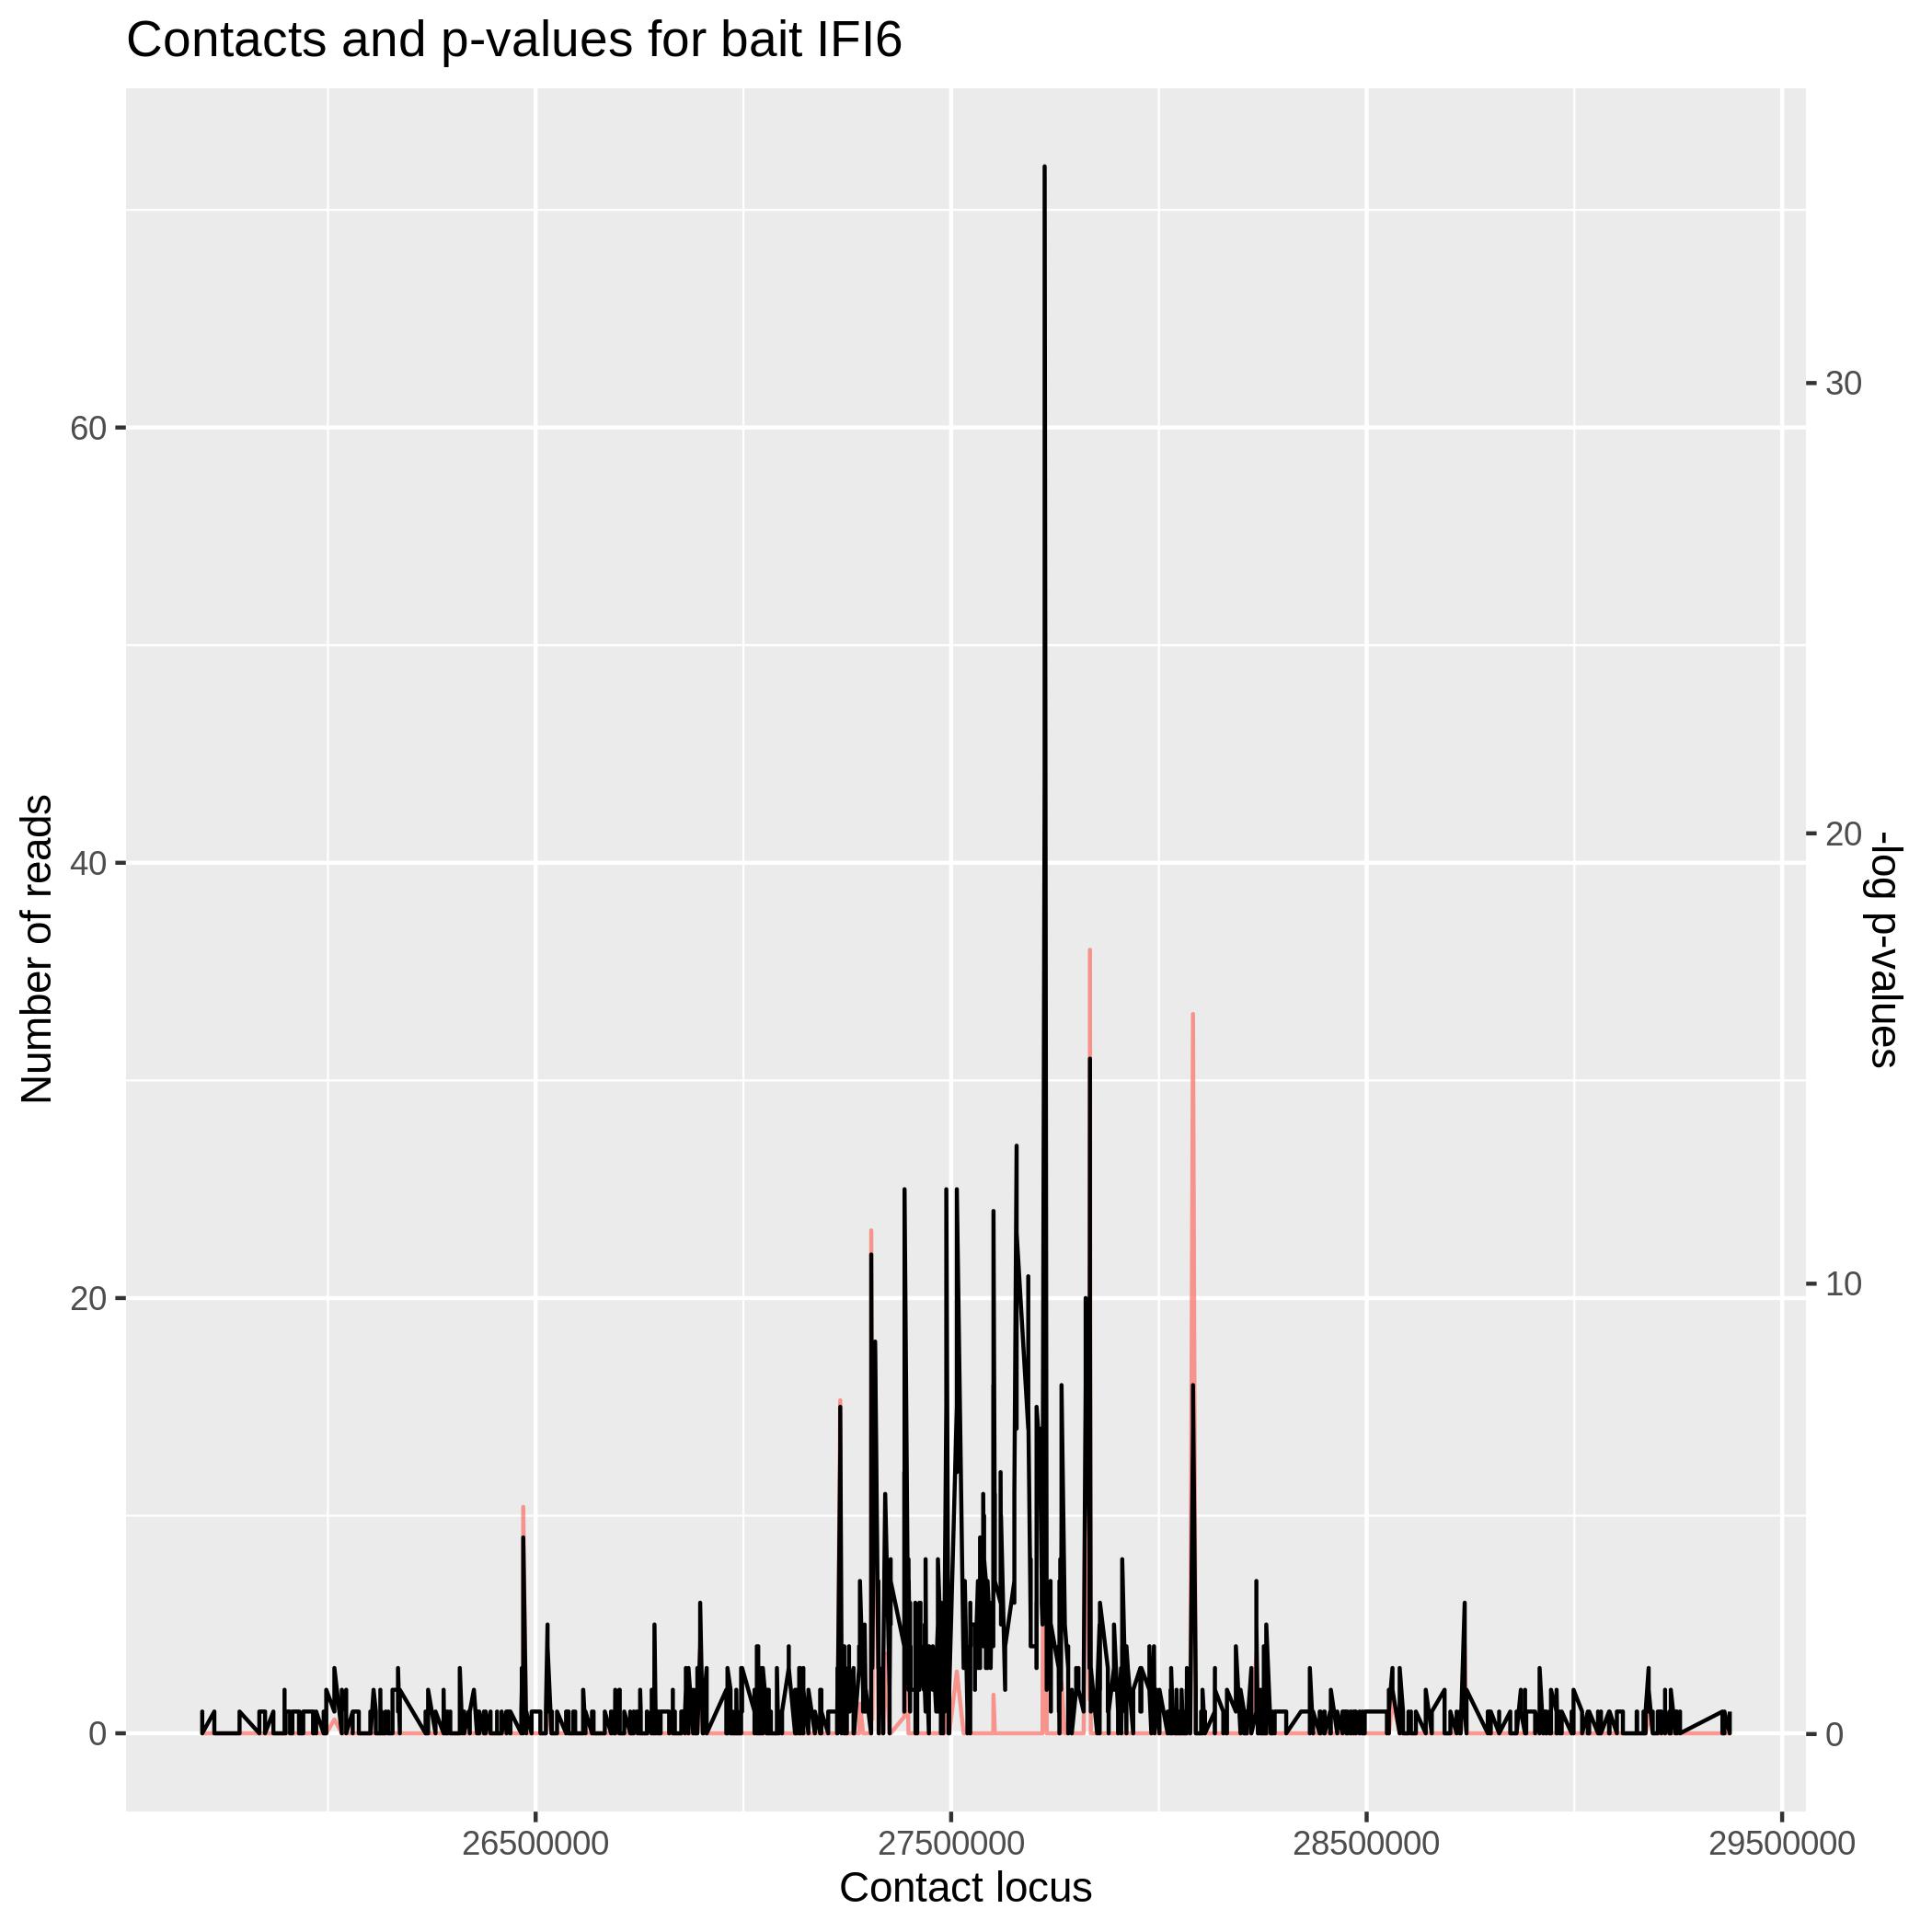 Contacts and p-values for bait IFI6
Number of reads
60
40
20
0
30
20
10
0
-log p-values
26500000 27500000 28500000 29500000
Contact locus